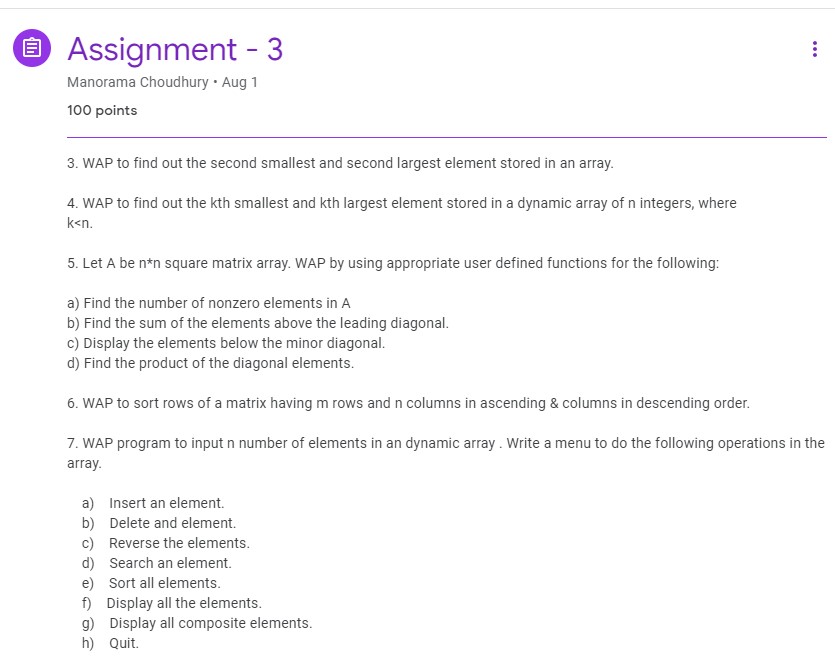 Assignment - 3
Manorama Choudhury • Aug 1
100 points
3. WAP to find out the second smallest and second largest element stored in an array.
4. WAP to find out the kth smallest and kth largest element stored in a dynamic array of n integers, where
k<n.
5. Let A be n*n square matrix array. WAP by using appropriate user defined functions for the following:
a) Find the number of nonzero elements in A
b) Find the sum of the elements above the leading diagonal.
c) Display the elements below the minor diagonal.
d) Find the product of the diagonal elements.
6. WAP to sort rows of a matrix having m rows and n columns in ascending & columns in descending order.
7. WAP program to input n number of elements in an dynamic array . Write a menu to do the following operations in the
array.
a) Insert an element.
b) Delete and element.
c) Reverse the elements.
d) Search an element.
e) Sort all elements.
f) Display all the elements.
g) Display all composite elements.
h) Quit.